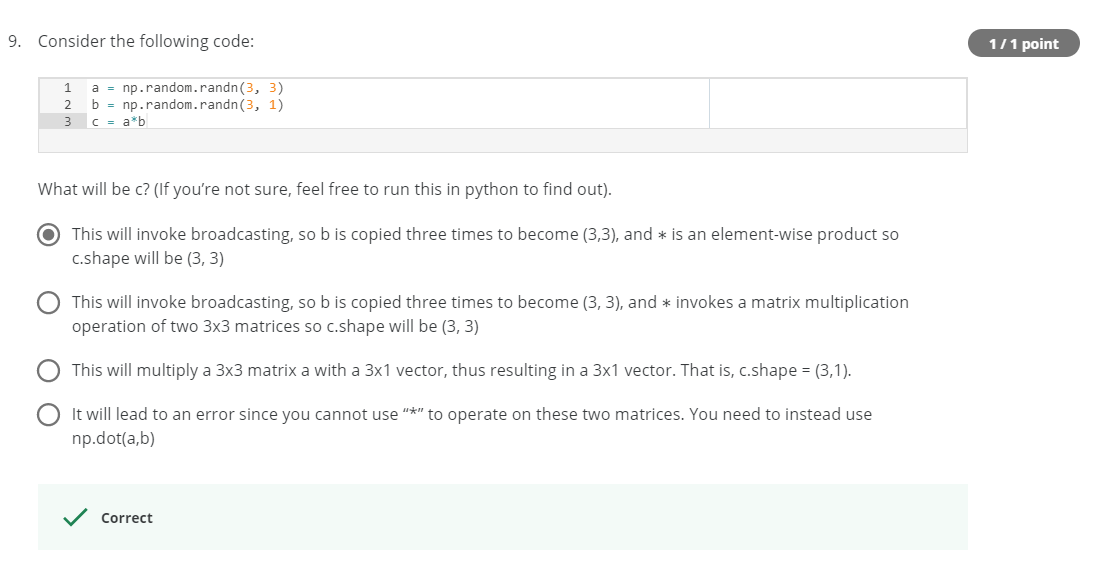 9. Consider the following code:
1 / 1 point
1 a = np.random.randn(3, 3)
2 b = np.random.randn(3, 1)
3 c = a*b
What will be c? (If you’re not sure, feel free to run this in python to find out).
This will invoke broadcasting, so b is copied three times to become (3,3), and ∗ is an element-wise product so
c.shape will be (3, 3)
This will invoke broadcasting, so b is copied three times to become (3, 3), and ∗ invokes a matrix multiplication
operation of two 3x3 matrices so c.shape will be (3, 3)
This will multiply a 3x3 matrix a with a 3x1 vector, thus resulting in a 3x1 vector. That is, c.shape = (3,1).
It will lead to an error since you cannot use “*” to operate on these two matrices. You need to instead use
np.dot(a,b)
Correct